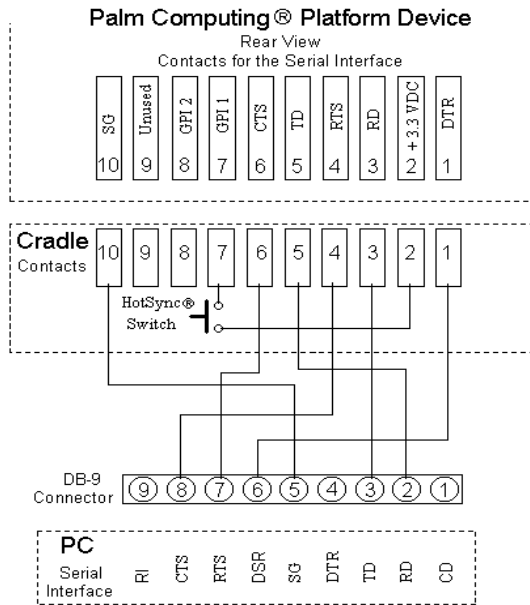 Palm Computing® Platform Device
Rear View
Contacts for the Serial Interface
SG Unused GPI 2 GPI 1 CTS TD RTS RD +3.3 VDC DTR
10 9 8 7 6 5 4 3 2 1
Cradle
Contacts
10 9 8 7 6 5 4 3 2 1
HotSync®
Switch
DB-9
Connector
9 8 7 6 5 4 3 2 1
PC
Serial
Interface
RI CTS RTS DSR SG DTR TD RD CD